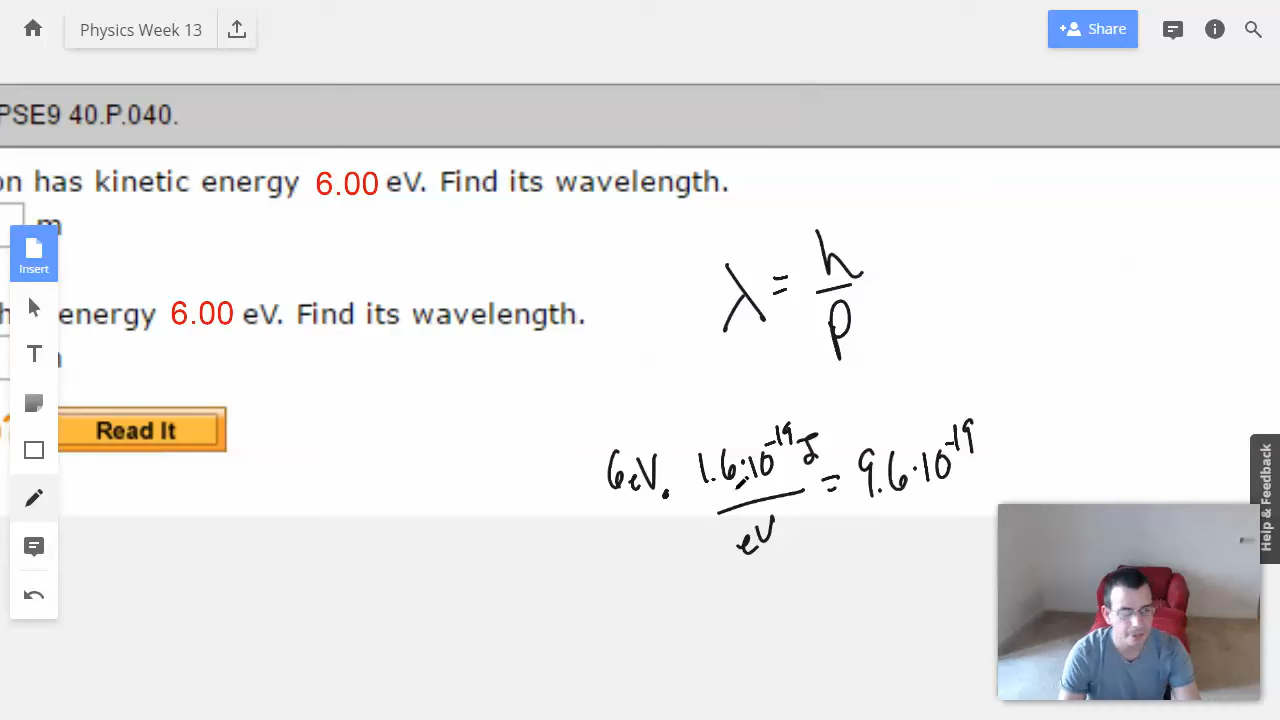 Physics Week 13
Share
PSE9 40.P.040.
on has kinetic energy 6.00 eV. Find its wavelength.
m
Insert
λ = h/p
energy 6.00 eV. Find its wavelength.
T
Read It
6eV. 1.6·10^-19 J / eV = 9.6·10^-19
Help & Feedback